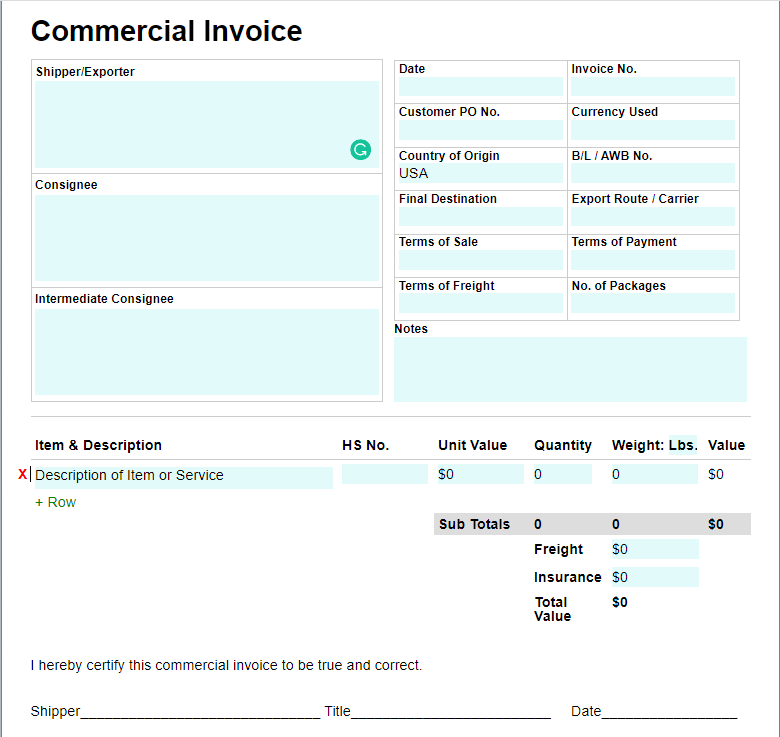 Commercial Invoice
Shipper/Exporter
Consignee
Intermediate Consignee
Date
Invoice No.
Customer PO No.
Currency Used
Country of Origin
B/L / AWB No.
USA
Final Destination
Export Route / Carrier
Terms of Sale
Terms of Payment
Terms of Freight
No. of Packages
Notes
Item & Description HS No. Unit Value Quantity Weight: Lbs. Value
X Description of Item or Service $0 0 0 $0
+ Row
Sub Totals 0 0 $0
Freight $0
Insurance $0
Total $0
Value
I hereby certify this commercial invoice to be true and correct.
Shipper______________________________ Title_________________________ Date_________________